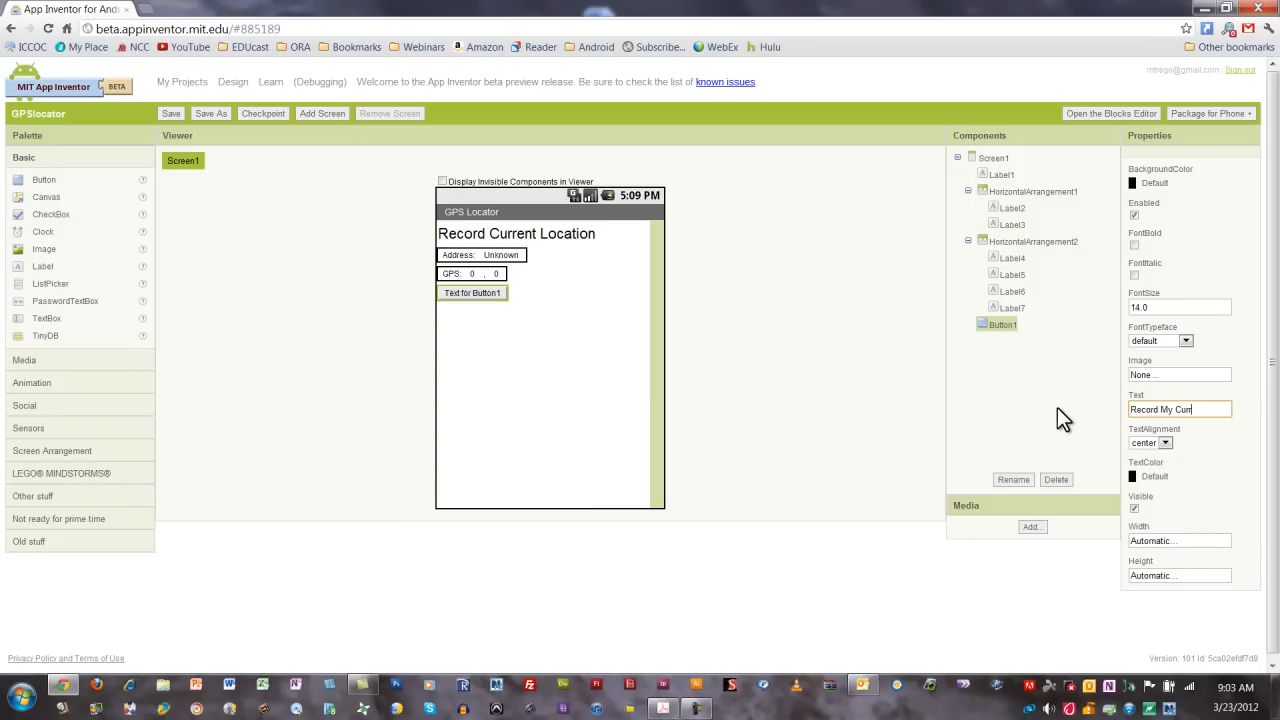 App Inventor for Andr
beta.appinventor.mit.edu/#885189
ICCOC My Place NCC YouTube EDUcast ORA Bookmarks Webinars Amazon Reader Android Subscribe... WebEx Hulu Other bookmarks
MIT App Inventor BETA My Projects Design Learn (Debugging) Welcome to the App Inventor beta preview release. Be sure to check the list of known issues. mtrego@gmail.com | Sign out
GPSlocator Save Save As Checkpoint Add Screen Remove Screen Open the Blocks Editor Package for Phone
Palette Viewer Components Properties
Basic
Button
Canvas
CheckBox
Clock
Image
Label
ListPicker
PasswordTextBox
TextBox
TinyDB
Media
Animation
Social
Sensors
Screen Arrangement
LEGO® MINDSTORMS®
Other stuff
Not ready for prime time
Old stuff
Screen1
Display Invisible Components in Viewer
5:09 PM
GPS Locator
Record Current Location
Address: Unknown
GPS: 0 , 0
Text for Button1
Screen1
Label1
HorizontalArrangement1
Label2
Label3
HorizontalArrangement2
Label4
Label5
Label6
Label7
Button1
Rename Delete
Media
Add...
BackgroundColor
Default
Enabled
FontBold
FontItalic
FontSize
14.0
FontTypeface
default
Image
None...
Text
Record My Curr
TextAlignment
center
TextColor
Default
Visible
Width
Automatic...
Height
Automatic...
Privacy Policy and Terms of Use Version: 101 Id: 5ca02efdf7d9
9:03 AM
3/23/2012